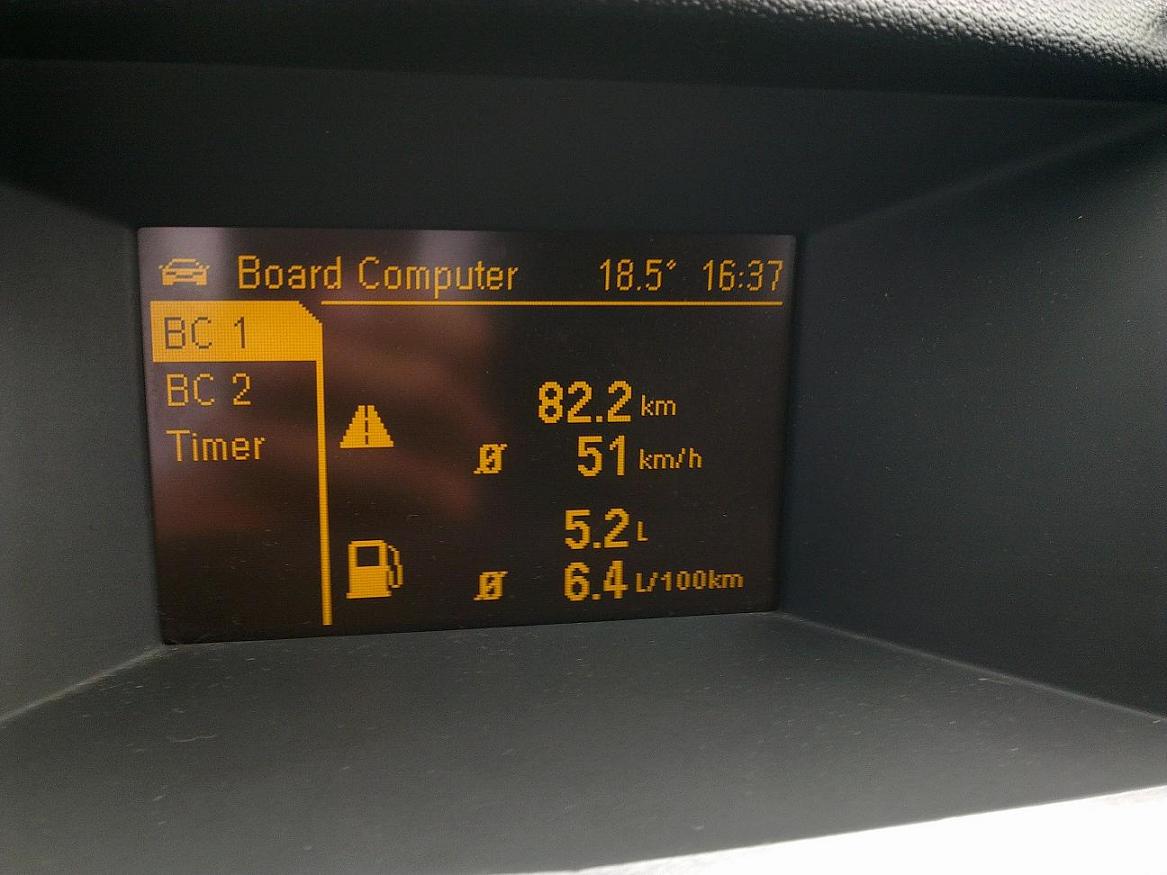 Board Computer 18.5° 16:37
BC 1
BC 2
Timer
82.2 km
Ø 51 km/h
5.2 L
Ø 6.4 L/100km